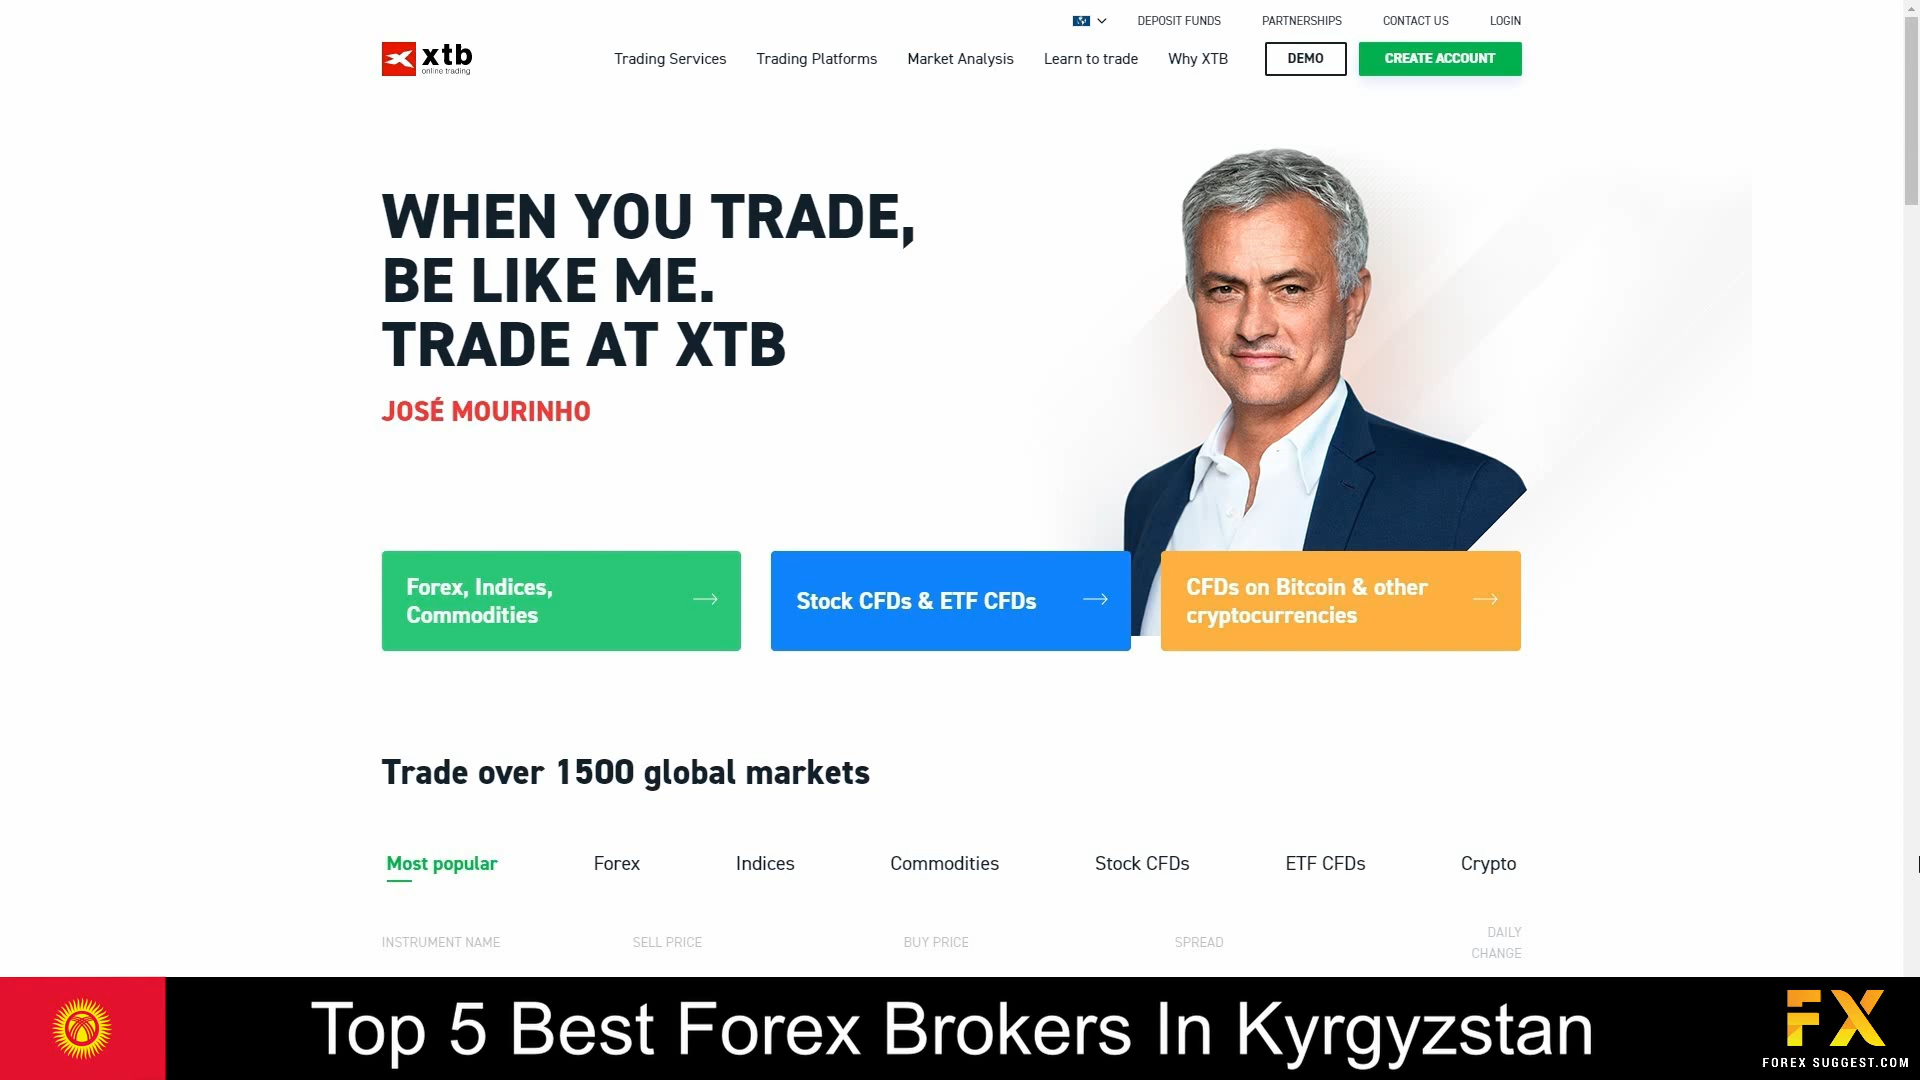 DEPOSIT FUNDS PARTNERSHIPS CONTACT US LOGIN
xtb
online trading
Trading Services Trading Platforms Market Analysis Learn to trade Why XTB DEMO CREATE ACCOUNT
WHEN YOU TRADE,
BE LIKE ME.
TRADE AT XTB
JOSÉ MOURINHO
Forex, Indices,
Commodities
Stock CFDs & ETF CFDs
CFDs on Bitcoin & other
cryptocurrencies
Trade over 1500 global markets
Most popular Forex Indices Commodities Stock CFDs ETF CFDs Crypto
INSTRUMENT NAME SELL PRICE BUY PRICE SPREAD DAILY
CHANGE
Top 5 Best Forex Brokers In Kyrgyzstan
FX
FOREX SUGGEST.COM